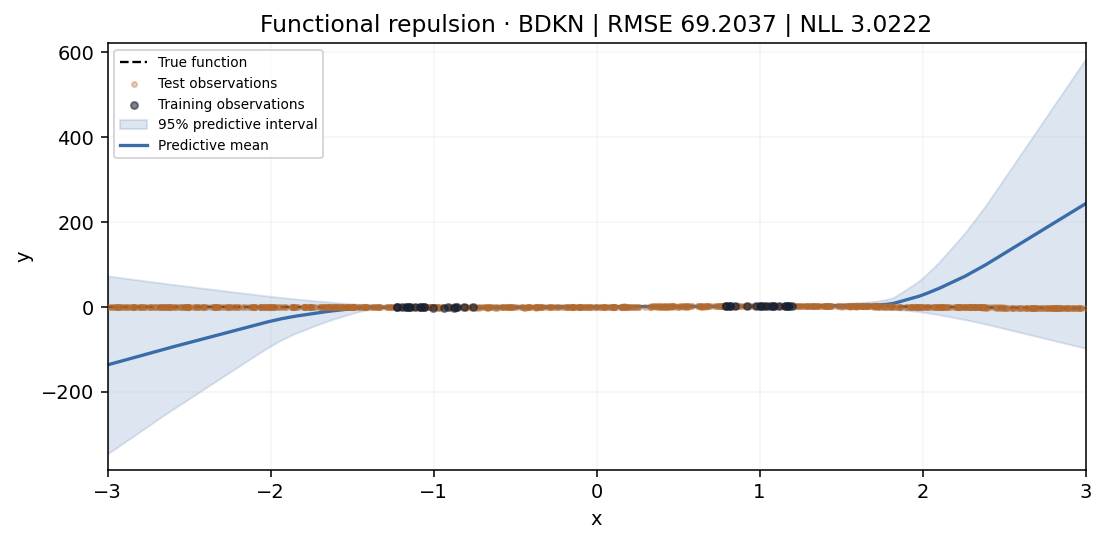 Functional repulsion · BDKN | RMSE 69.2037 | NLL 3.0222
600
400
200
0
−200
y
True function
Test observations
Training observations
95% predictive interval
Predictive mean
−3 −2 −1 0 1 2 3
x